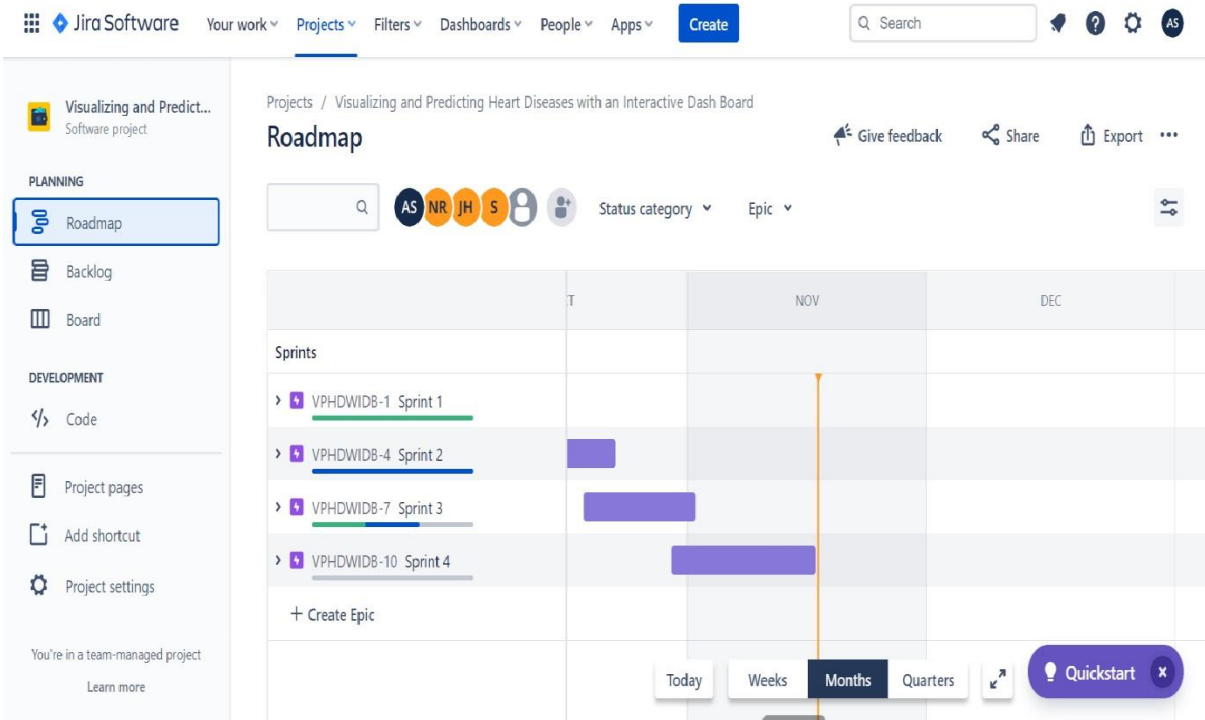 Jira Software Your work Projects Filters Dashboards People Apps Create Search AS
Visualizing and Predict...
Software project
PLANNING
Roadmap
Backlog
Board
DEVELOPMENT
Code
Project pages
Add shortcut
Project settings
You're in a team-managed project
Learn more
Projects / Visualizing and Predicting Heart Diseases with an Interactive Dash Board
Roadmap
Give feedback Share Export
AS NR JH S Status category Epic
T NOV DEC
Sprints
VPHDWIDB-1 Sprint 1
VPHDWIDB-4 Sprint 2
VPHDWIDB-7 Sprint 3
VPHDWIDB-10 Sprint 4
+ Create Epic
Today Weeks Months Quarters
Quickstart x